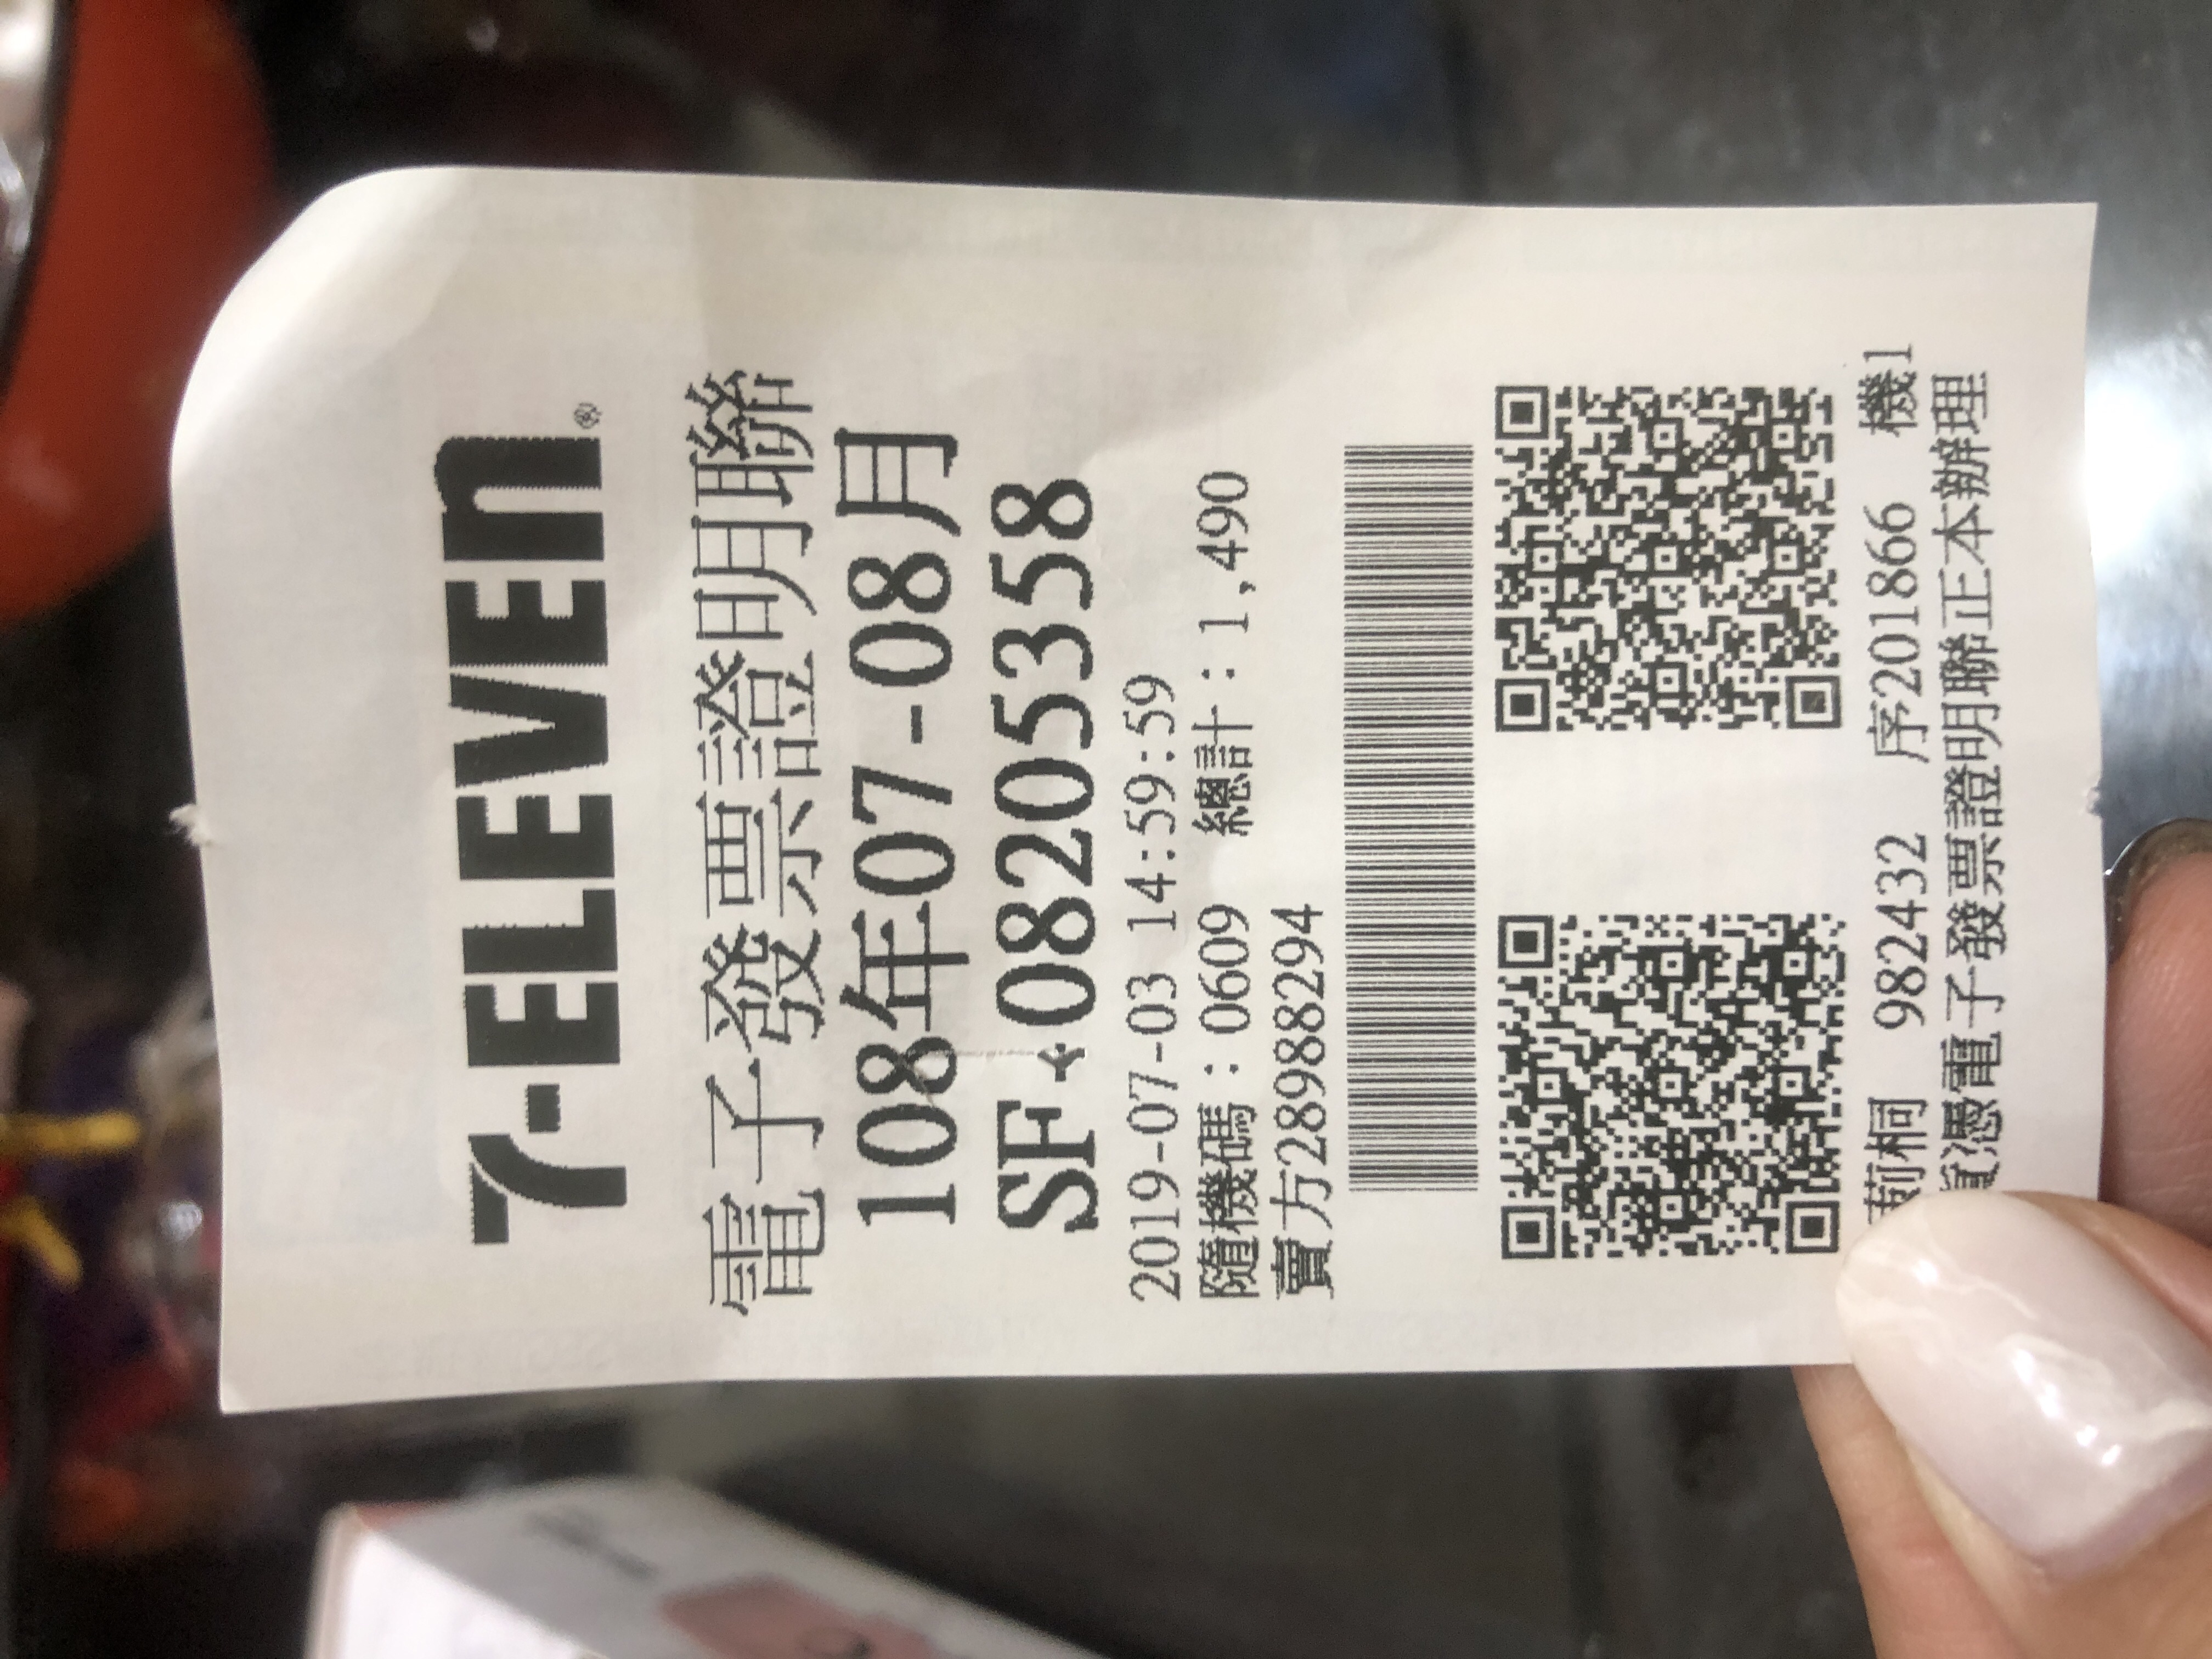 7-ELEVEn®
電子發票證明聯
108年07-08月
SF-08205358
2019-07-03 14:59:59
隨機碼：0609 總計：1,490
賣方28988294
莿桐 982432 序201866 機1
憑電子發票證明聯正本辦理